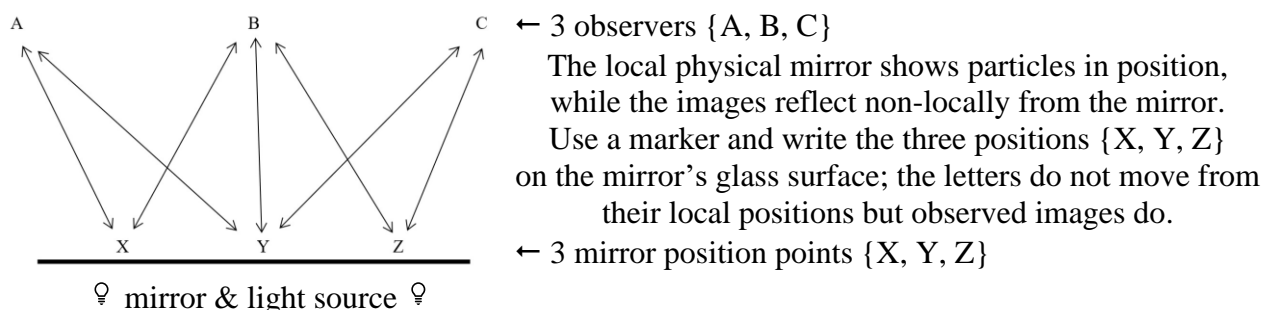 A B C
← 3 observers {A, B, C}
The local physical mirror shows particles in position,
while the images reflect non-locally from the mirror.
Use a marker and write the three positions {X, Y, Z}
on the mirror’s glass surface; the letters do not move from
their local positions but observed images do.
X Y Z
← 3 mirror position points {X, Y, Z}
mirror & light source